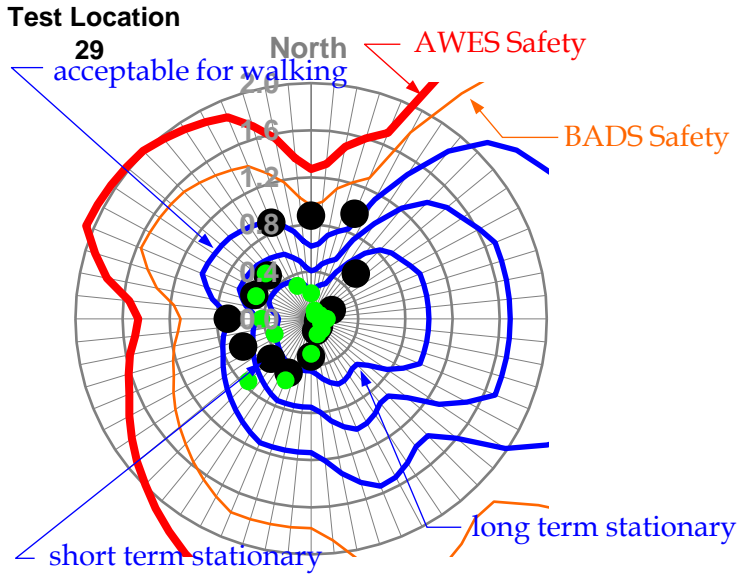 Test Location
29
North
AWES Safety
acceptable for walking
BADS Safety
2.0
1.6
1.2
0.8
0.4
0.0
long term stationary
short term stationary